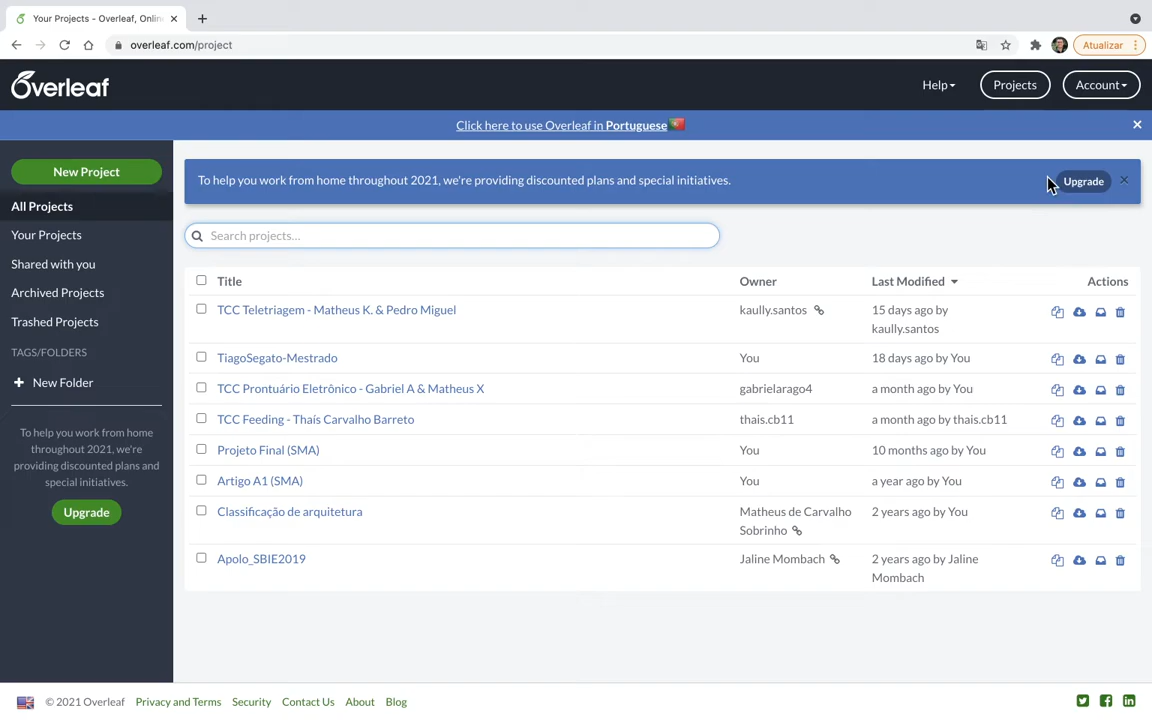 Your Projects - Overleaf, Onlin
overleaf.com/project
Atualizar
Overleaf
Help
Projects
Account
Click here to use Overleaf in Portuguese
New Project
All Projects
Your Projects
Shared with you
Archived Projects
Trashed Projects
TAGS/FOLDERS
New Folder
To help you work from home
throughout 2021, we're
providing discounted plans and
special initiatives.
Upgrade
To help you work from home throughout 2021, we're providing discounted plans and special initiatives.
Upgrade
Search projects...
Title Owner Last Modified Actions
TCC Teletriagem - Matheus K. & Pedro Miguel kaully.santos 15 days ago by
kaully.santos
TiagoSegato-Mestrado You 18 days ago by You
TCC Prontuário Eletrônico - Gabriel A & Matheus X gabrielarago4 a month ago by You
TCC Feeding - Thaís Carvalho Barreto thais.cb11 a month ago by thais.cb11
Projeto Final (SMA) You 10 months ago by You
Artigo A1 (SMA) You a year ago by You
Classificação de arquitetura Matheus de Carvalho 2 years ago by You
Sobrinho
Apolo_SBIE2019 Jaline Mombach 2 years ago by Jaline
Mombach
© 2021 Overleaf Privacy and Terms Security Contact Us About Blog